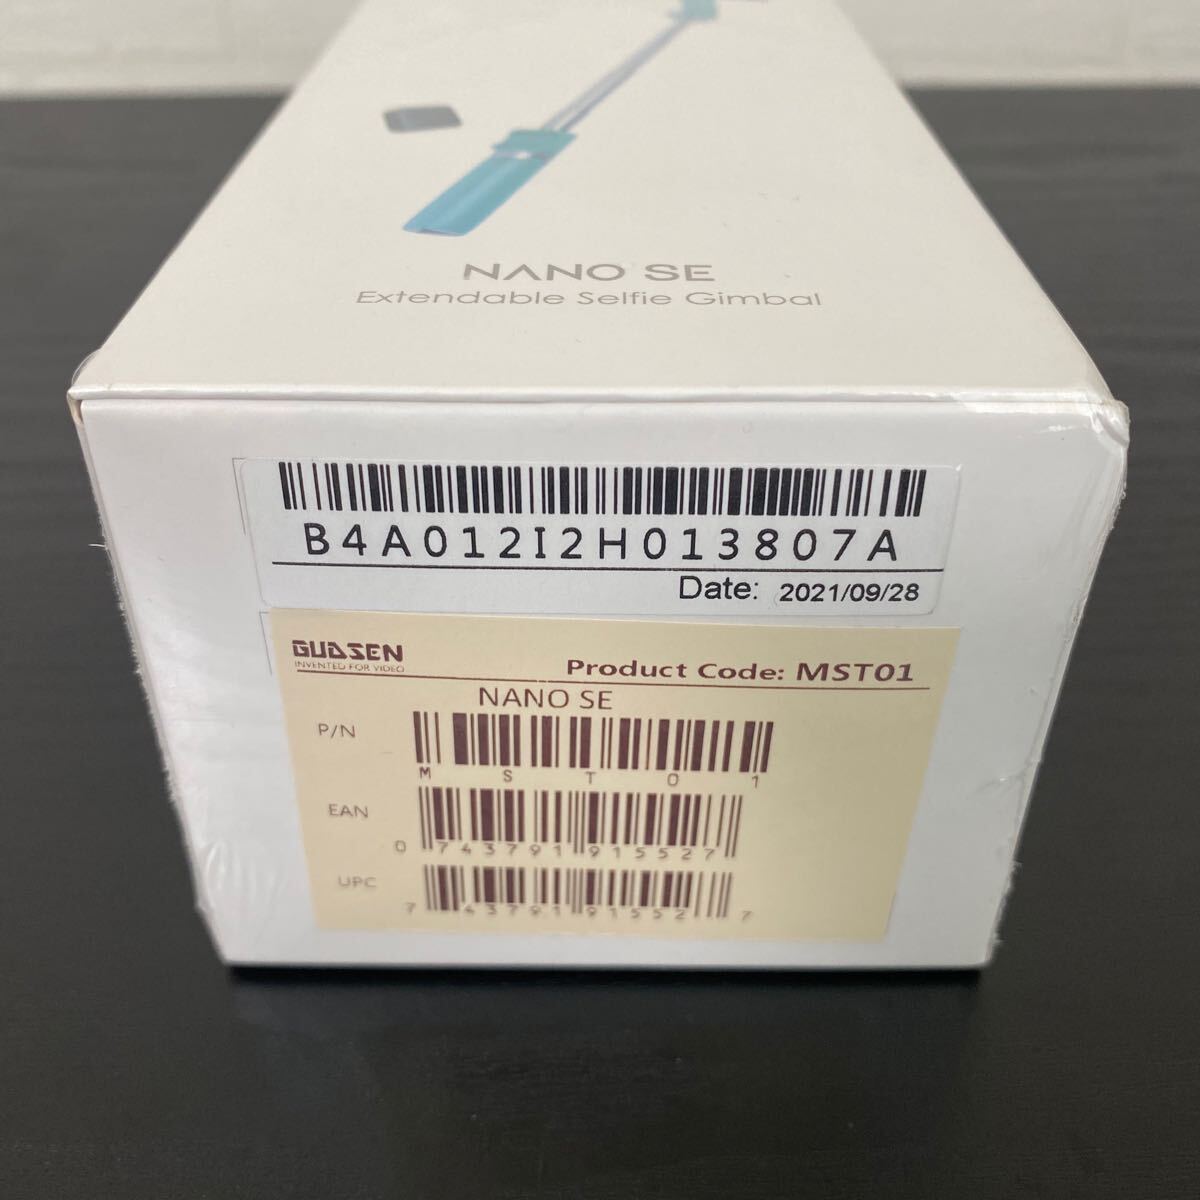 NANO SE
Extendable Selfie Gimbal
B4A012I2H013807A
Date: 2021/09/28
GUDSEN
INVENTED FOR VIDEO
Product Code: MST01
NANO SE
P/N
M S T 0 1
EAN
0 743791 915527
UPC
7 43791 91552 7